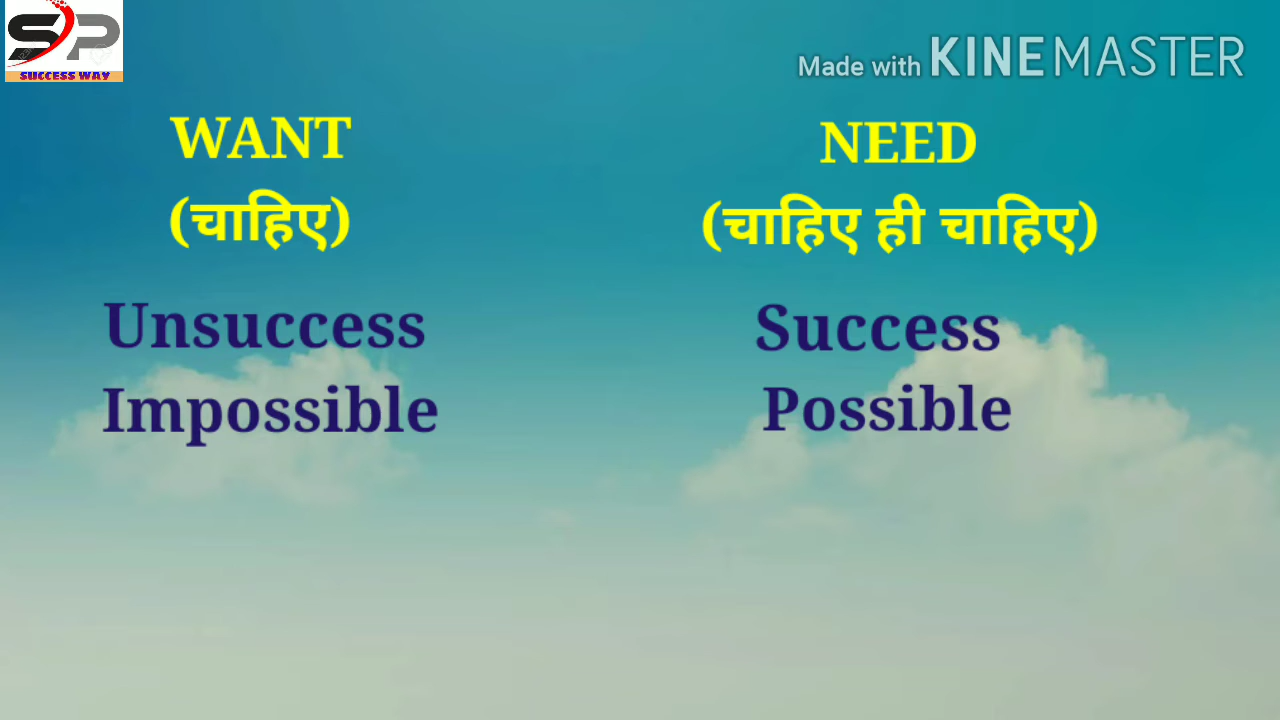 SP
SUCCESS WAY
Made with KINEMASTER
WANT
(चाहिए)
Unsuccess
Impossible
NEED
(चाहिए ही चाहिए)
Success
Possible